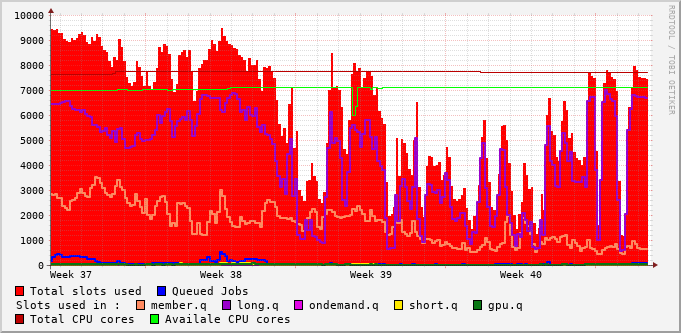 10000
9000
8000
7000
6000
5000
4000
3000
2000
1000
0
Week 37 Week 38 Week 39 Week 40
Total slots used Queued Jobs
Slots used in : member.q long.q ondemand.q short.q gpu.q
Total CPU cores Availale CPU cores
RRDTOOL / TOBI OETIKER